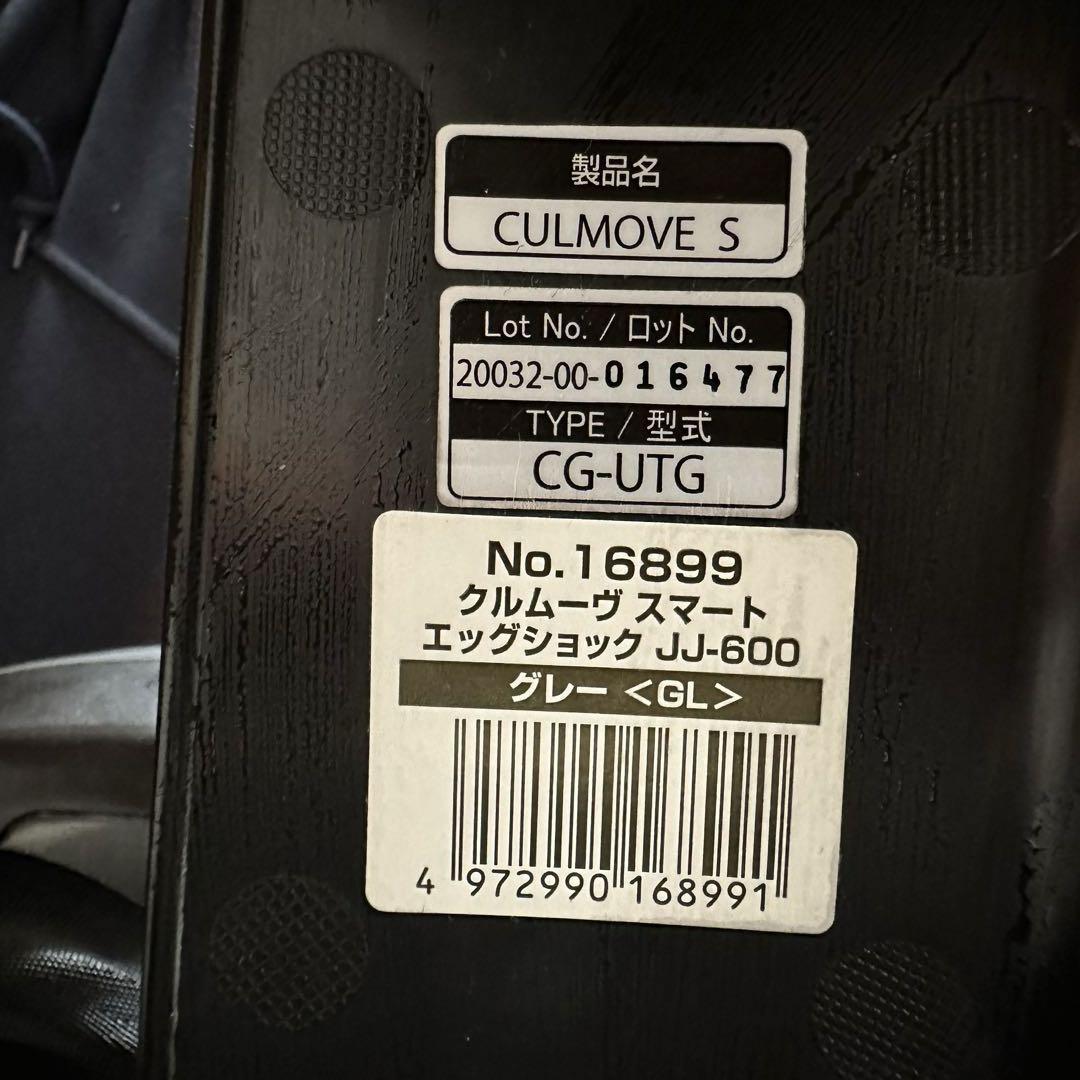 製品名
CULMOVE S
Lot No. / ロット No.
20032-00-016477
TYPE / 型式
CG-UTG
No.16899
クルムーヴ スマート
エッグショック JJ-600
グレー <GL>
4 972990 168991